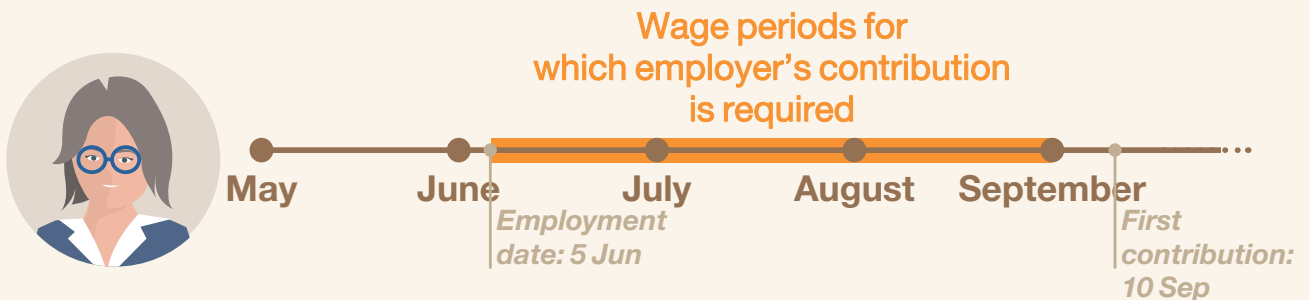 Wage periods for
which employer’s contribution
is required
May
June
July
August
September
Employment
date: 5 Jun
First
contribution:
10 Sep